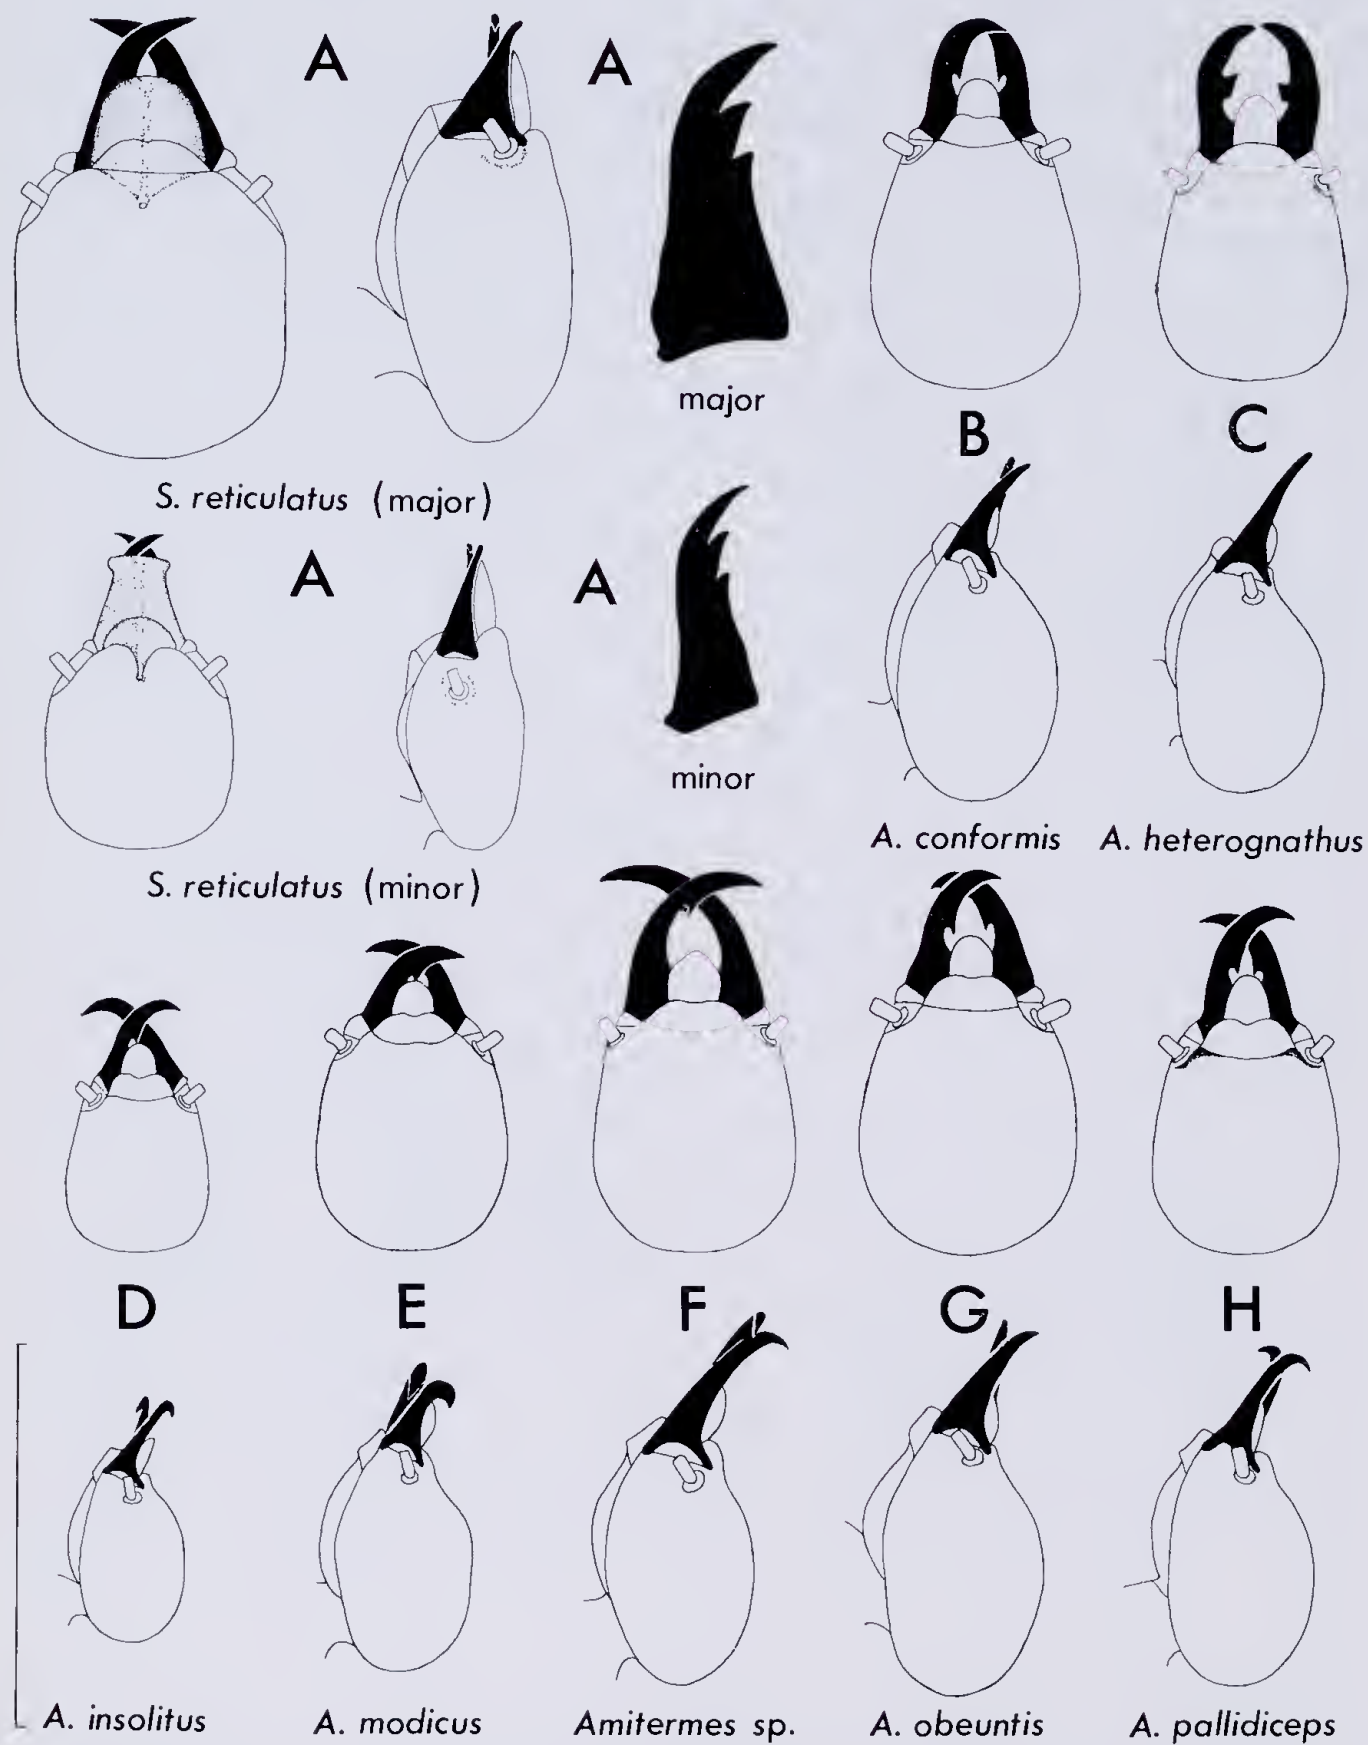 A
A
major
S. reticulatus (major)
B
C
A
A
minor
A. conformis
A. heterognathus
S. reticulatus (minor)
D
E
F
G
H
A. insolitus
A. modicus
Amitermes sp.
A. obeuntis
A. pallidiceps